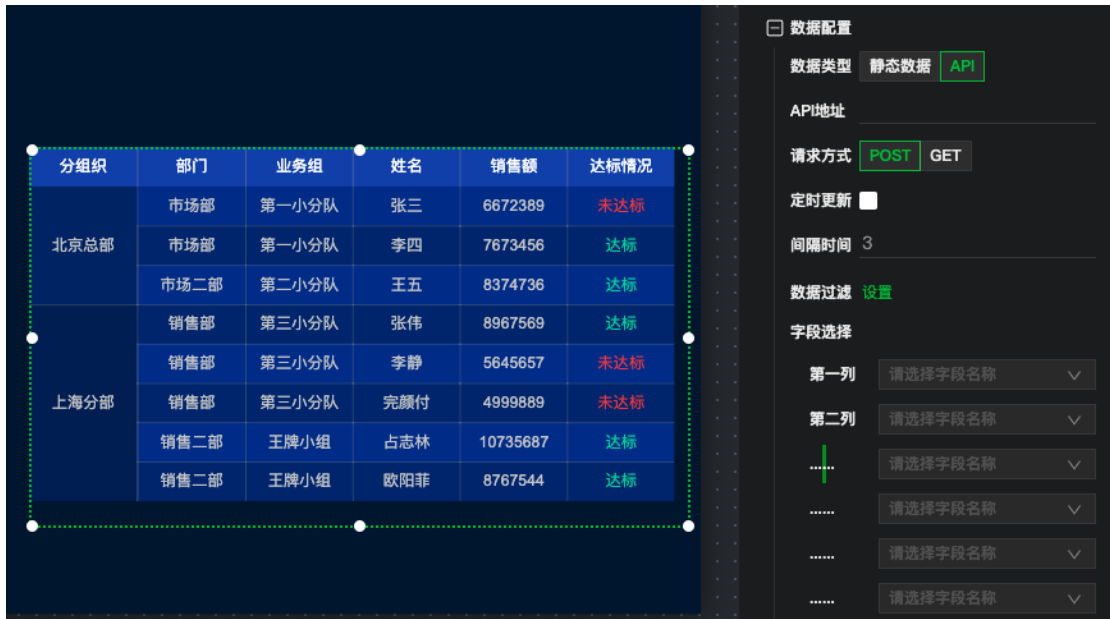 分组织 部门 业务组 姓名 销售额 达标情况
北京总部
市场部 第一小分队 张三 6672389 未达标
市场部 第一小分队 李四 7673456 达标
市场二部 第二小分队 王五 8374736 达标
上海分部
销售部 第三小分队 张伟 8967569 达标
销售部 第三小分队 李静 5645657 未达标
销售部 第三小分队 完颜付 4999889 未达标
销售二部 王牌小组 占志林 10735687 达标
销售二部 王牌小组 欧阳菲 8767544 达标
数据配置
数据类型 静态数据 API
API地址
请求方式 POST GET
定时更新
间隔时间 3
数据过滤 设置
字段选择
第一列 请选择字段名称
第二列 请选择字段名称
...... 请选择字段名称
...... 请选择字段名称
...... 请选择字段名称
...... 请选择字段名称